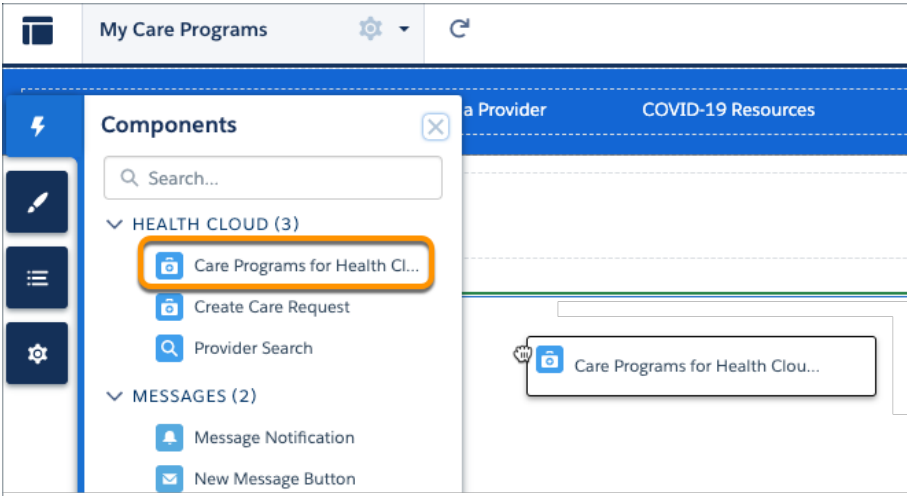 My Care Programs
a Provider
COVID-19 Resources
Components
Search...
HEALTH CLOUD (3)
Care Programs for Health Cl...
Create Care Request
Provider Search
MESSAGES (2)
Message Notification
New Message Button
Care Programs for Health Clou...